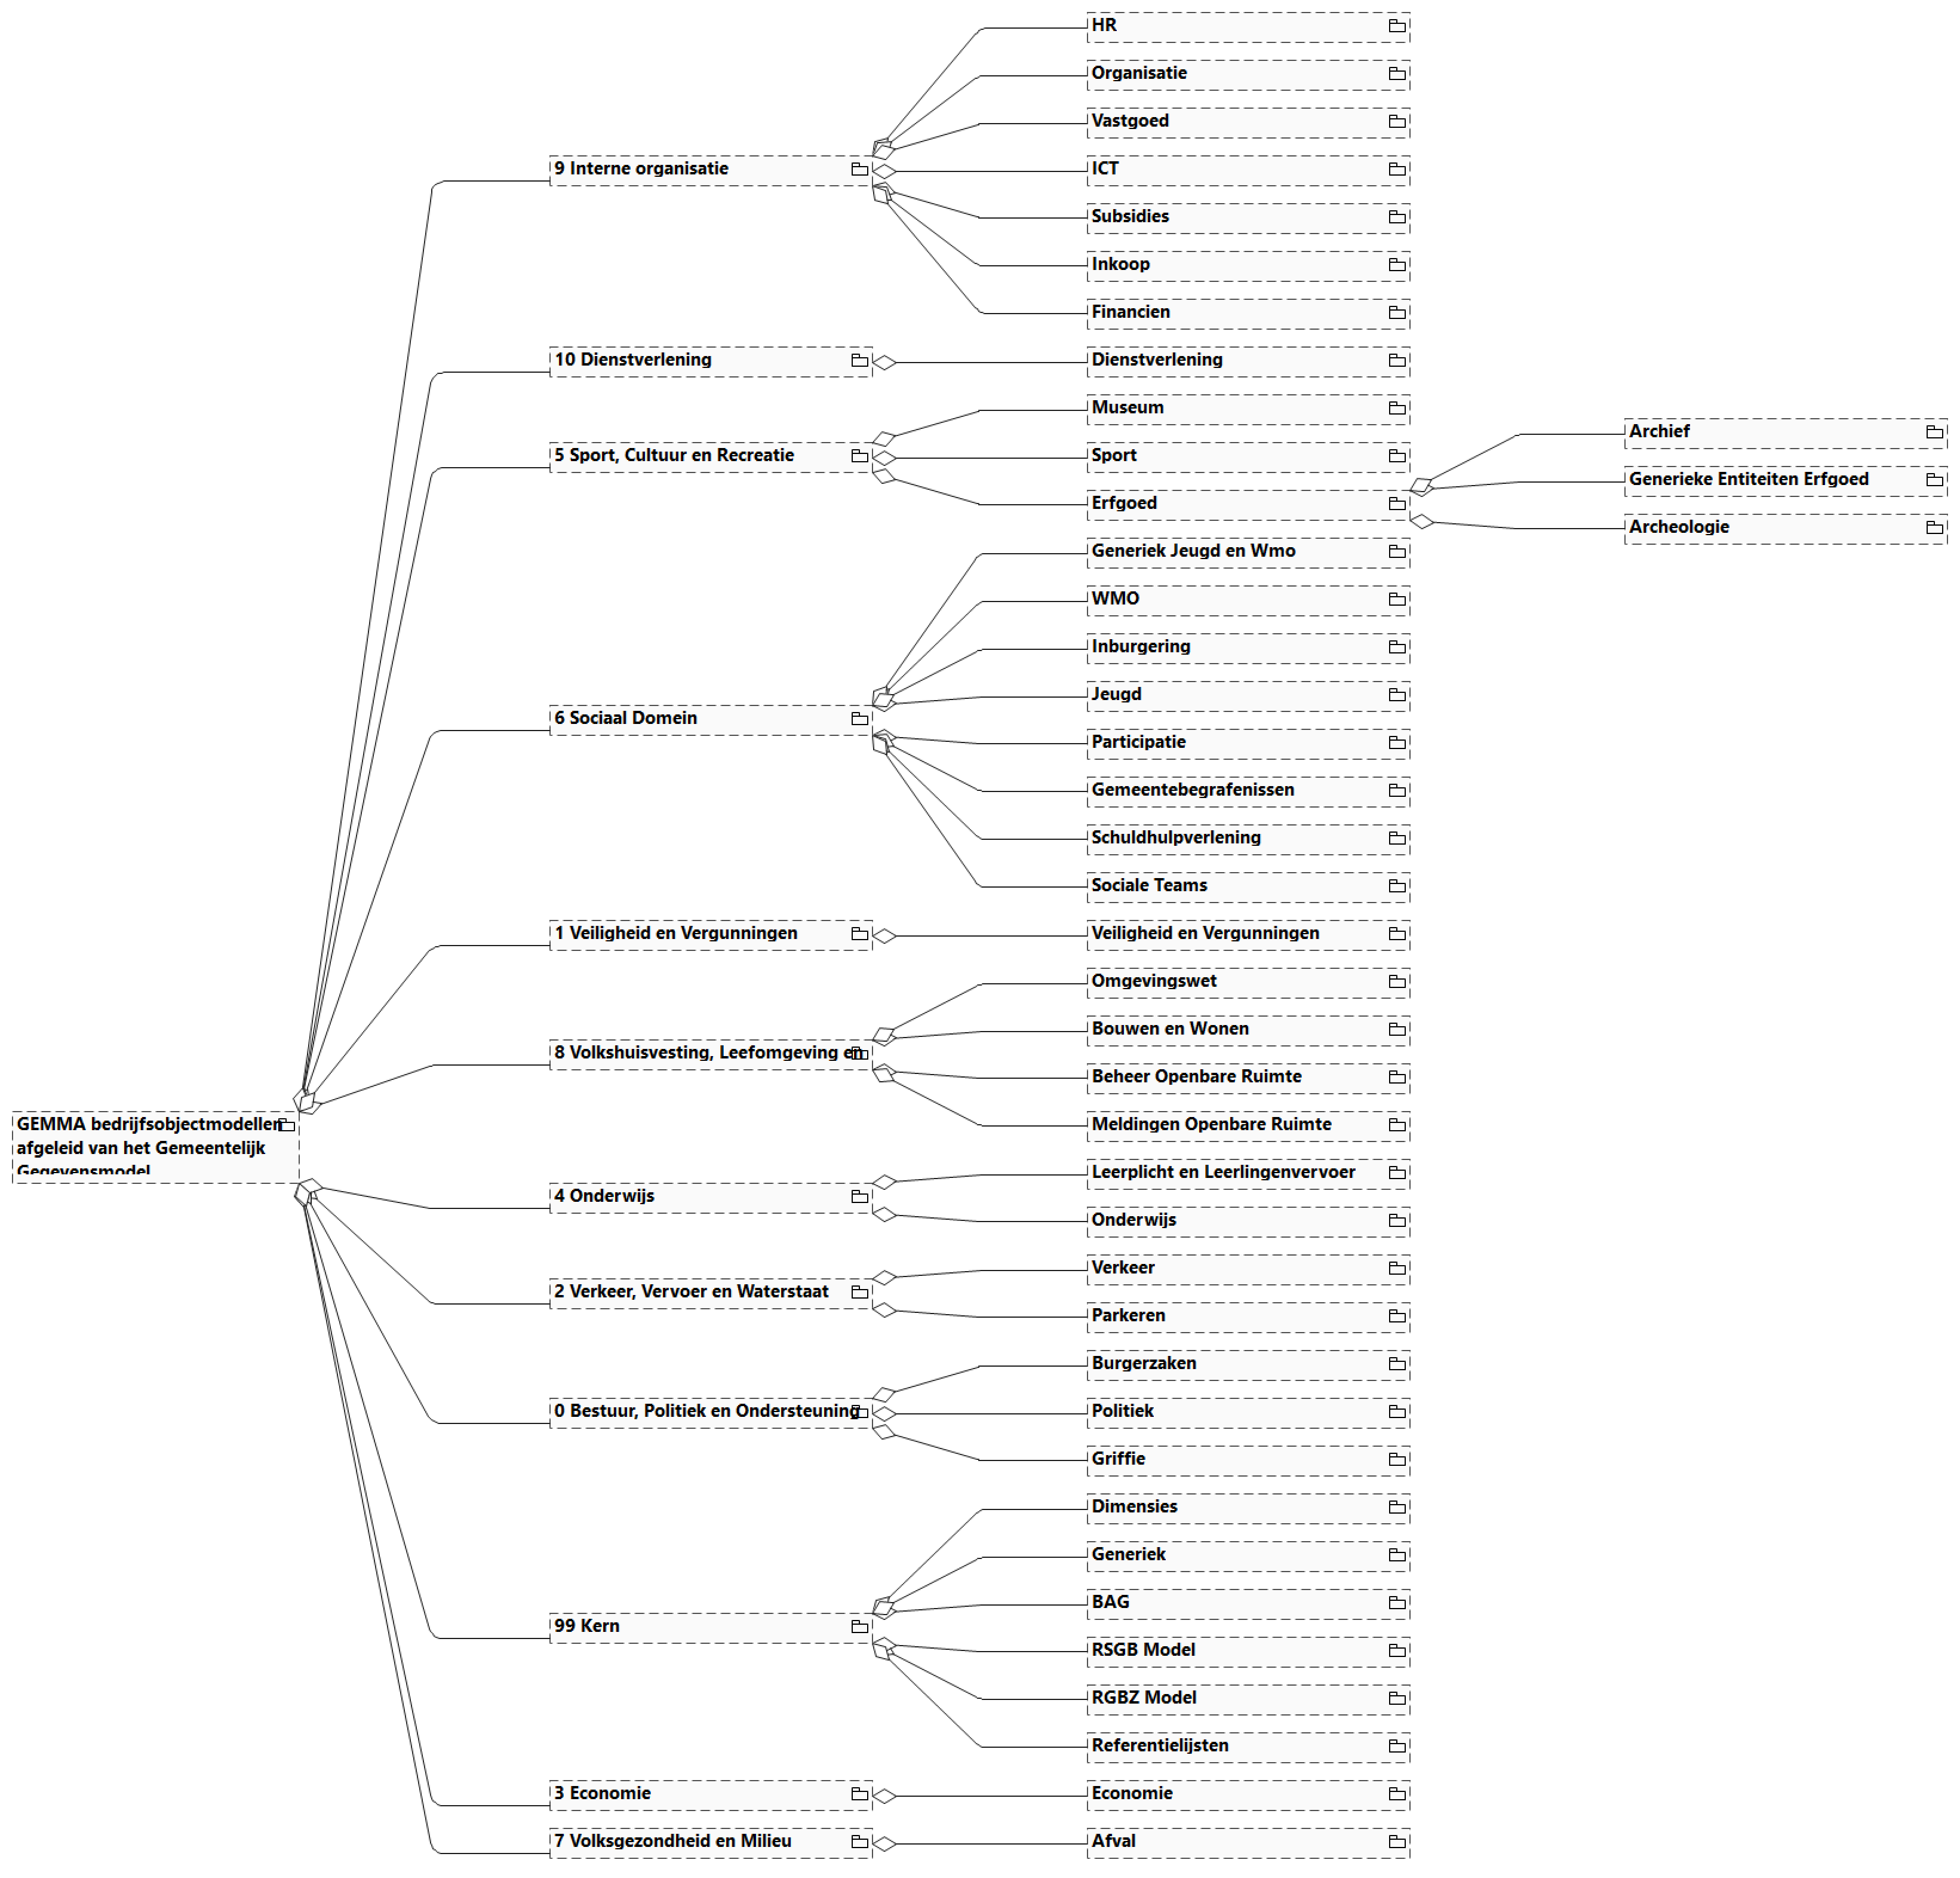 HR
Organisatie
Vastgoed
9 Interne organisatie
ICT
Subsidies
Inkoop
Financien
10 Dienstverlening
Dienstverlening
Museum
5 Sport, Cultuur en Recreatie
Sport
Erfgoed
Archief
Generieke Entiteiten Erfgoed
Archeologie
Generiek Jeugd en Wmo
WMO
Inburgering
Jeugd
6 Sociaal Domein
Participatie
Gemeentebegrafenissen
Schuldhulpverlening
Sociale Teams
1 Veiligheid en Vergunningen
Veiligheid en Vergunningen
Omgevingswet
Bouwen en Wonen
8 Volkshuisvesting, Leefomgeving en
Beheer Openbare Ruimte
Meldingen Openbare Ruimte
GEMMA bedrijfsobjectmodellen
afgeleid van het Gemeentelijk
Gegevensmodel
Leerplicht en Leerlingenvervoer
4 Onderwijs
Onderwijs
Verkeer
2 Verkeer, Vervoer en Waterstaat
Parkeren
Burgerzaken
0 Bestuur, Politiek en Ondersteuning
Politiek
Griffie
Dimensies
Generiek
BAG
99 Kern
RSGB Model
RGBZ Model
Referentielijsten
3 Economie
Economie
7 Volksgezondheid en Milieu
Afval